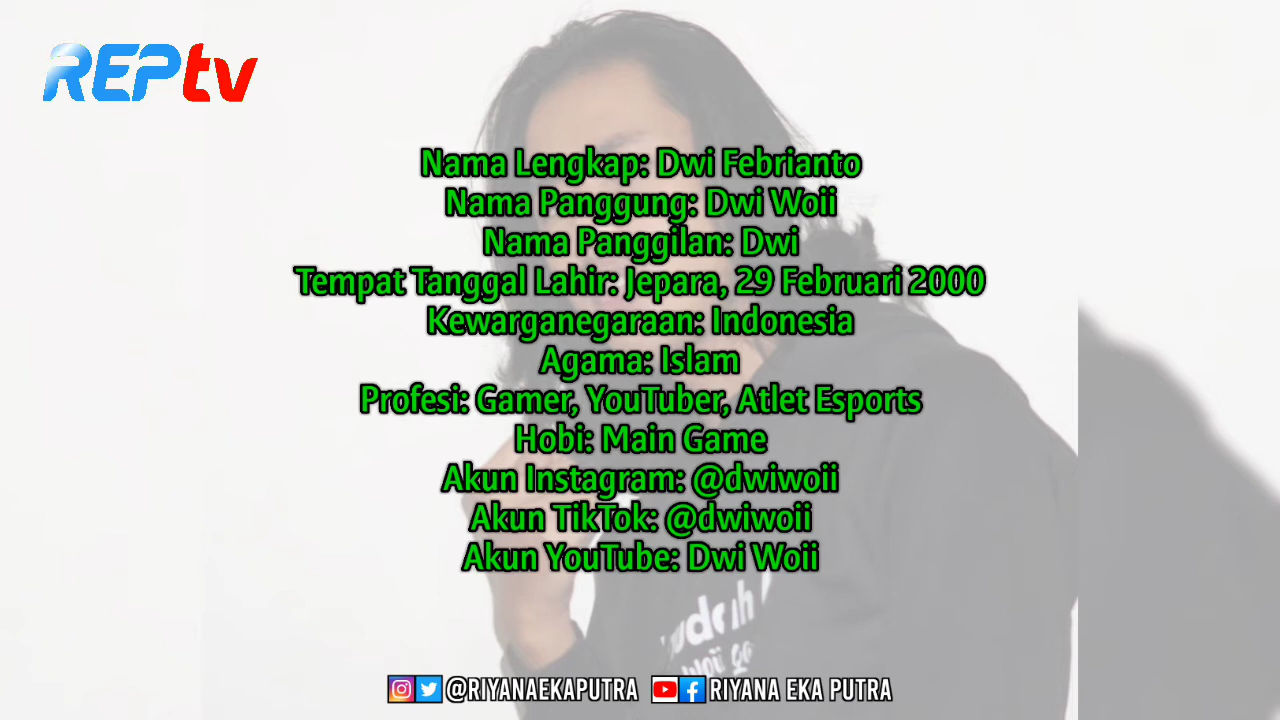 REPtv
Nama Lengkap: Dwi Febrianto
Nama Panggung: Dwi Woii
Nama Panggilan: Dwi
Tempat Tanggal Lahir: Jepara, 29 Februari 2000
Kewarganegaraan: Indonesia
Agama: Islam
Profesi: Gamer, YouTuber, Atlet Esports
Hobi: Main Game
Akun Instagram: @dwiwoii
Akun TikTok: @dwiwoii
Akun YouTube: Dwi Woii
@RIYANAEKAPUTRA RIYANA EKA PUTRA